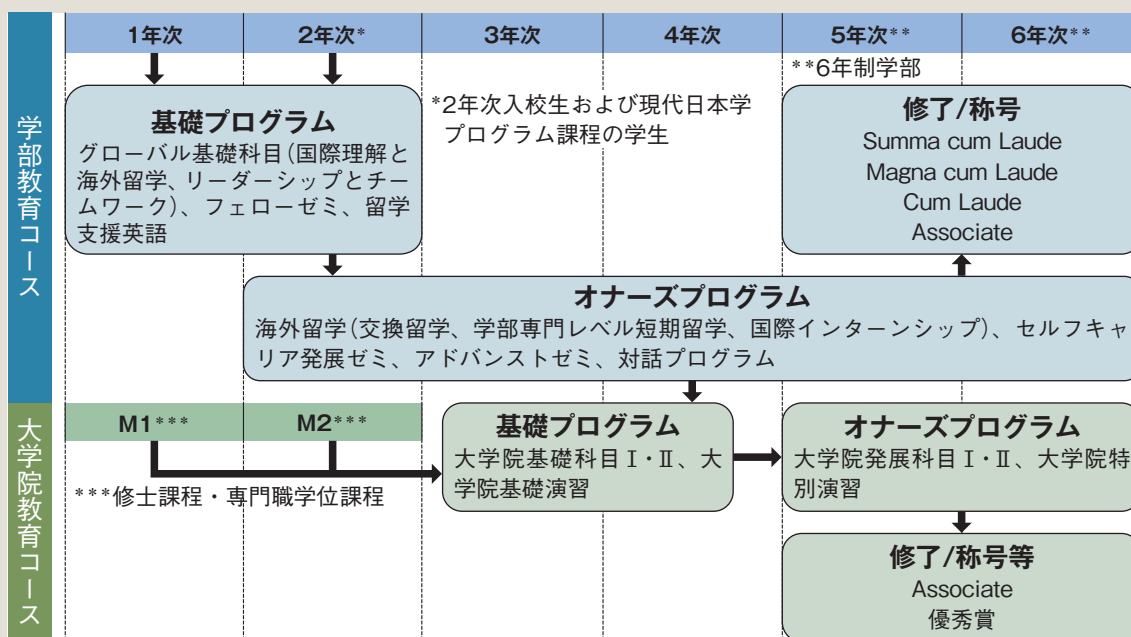 1年次
2年次*
3年次
4年次
5年次**
6年次**
学部教育コース
**6年制学部
基礎プログラム
グローバル基礎科目（国際理解と
海外留学、リーダーシップとチー
ムワーク）、フェローゼミ、留学
支援英語
*2年次入校生および現代日本学
プログラム課程の学生
修了/称号
Summa cum Laude
Magna cum Laude
Cum Laude
Associate
オナーズプログラム
海外留学（交換留学、学部専門レベル短期留学、国際インターンシップ）、セルフキャ
リア発展ゼミ、アドバンストゼミ、対話プログラム
大学院教育コース
M1***
M2***
***修士課程・専門職学位課程
基礎プログラム
大学院基礎科目Ⅰ・Ⅱ、大
学院基礎演習
オナーズプログラム
大学院発展科目Ⅰ・Ⅱ、大学院特
別演習
修了/称号等
Associate
優秀賞